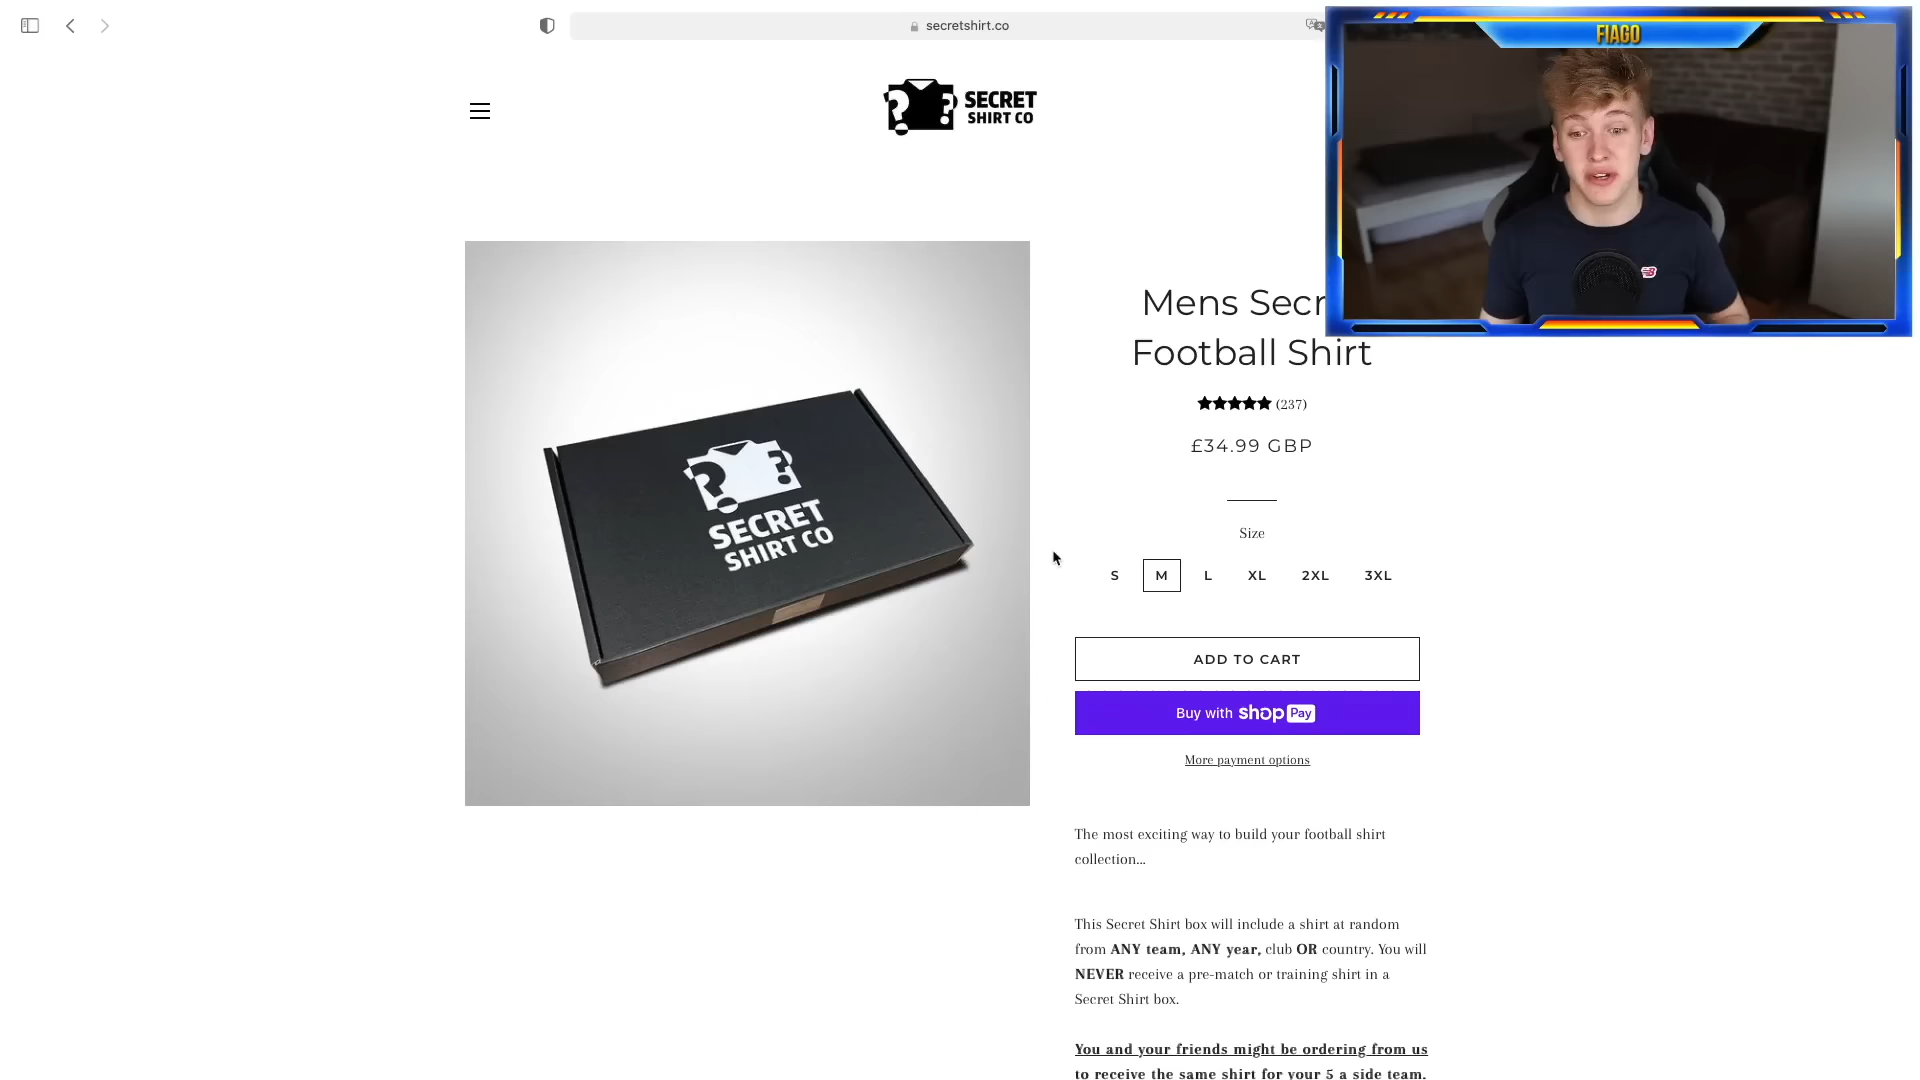 secretshirt.co
FIAGO
SECRET
SHIRT CO
SECRET
SHIRT CO
Mens Secr
Football Shirt
(237)
£34.99 GBP
Size
S M L XL 2XL 3XL
ADD TO CART
Buy with shop Pay
More payment options
The most exciting way to build your football shirt
collection...
This Secret Shirt box will include a shirt at random
from ANY team, ANY year, club OR country. You will
NEVER receive a pre-match or training shirt in a
Secret Shirt box.
You and your friends might be ordering from us
to receive the same shirt for your 5 a side team.